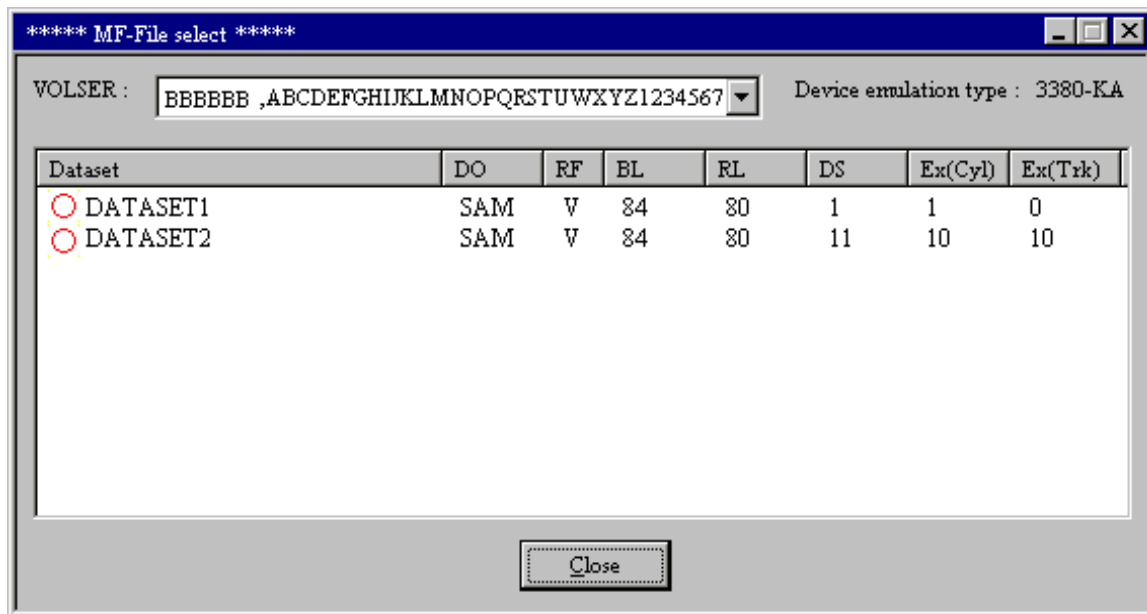 ***** MF-File select *****
VOLSER : BBBBBB ,ABCDEFGHIJKLMNOPQRSTUWXYZ1234567 Device emulation type : 3380-KA
Dataset DO RF BL RL DS Ex(Cyl) Ex(Trk)
DATASET1 SAM V 84 80 1 1 0
DATASET2 SAM V 84 80 11 10 10
Close